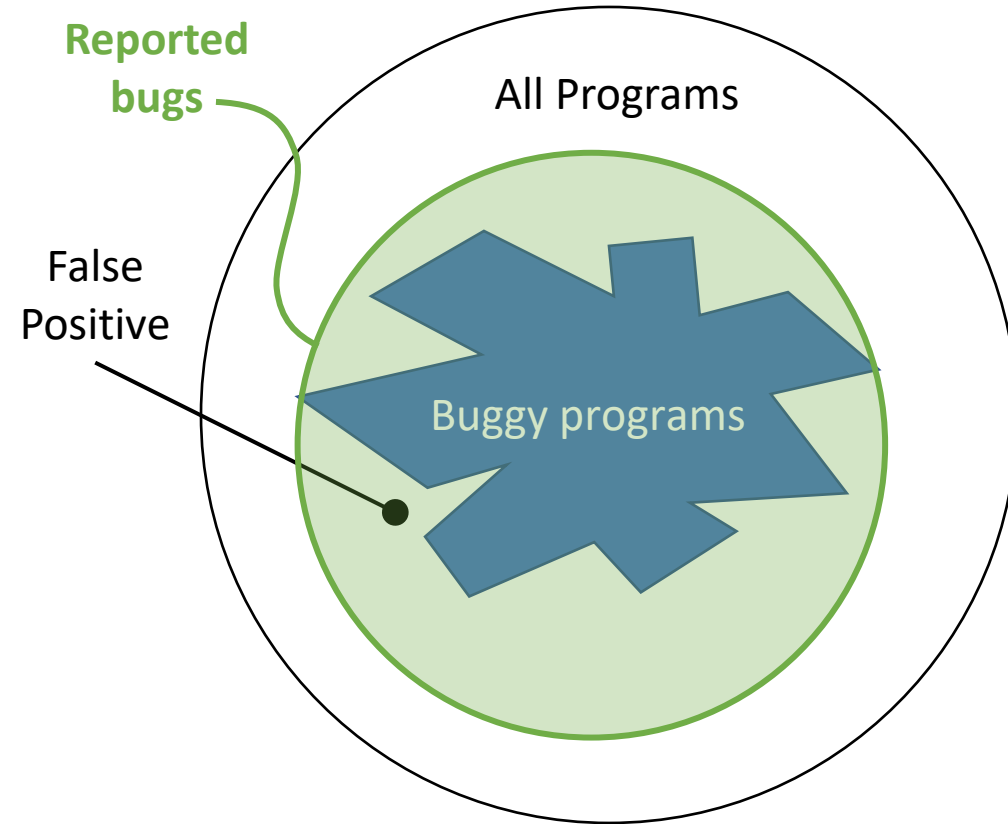 Reported
bugs
All Programs
False
Positive
Buggy programs